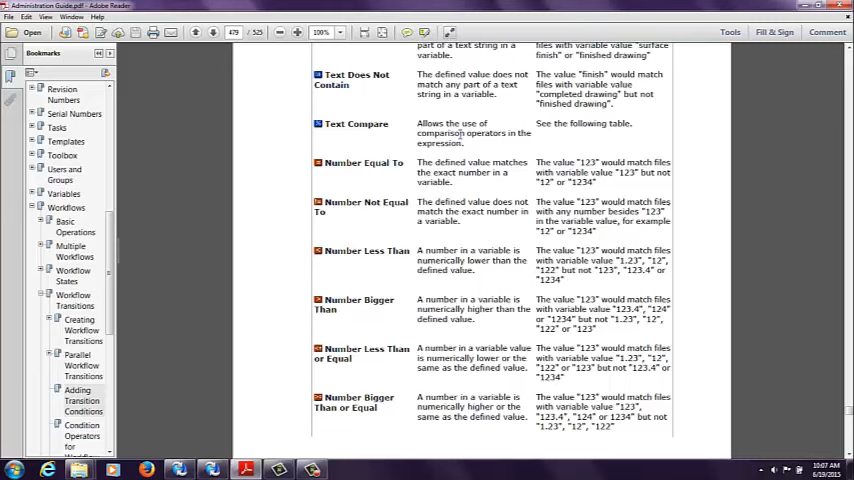 Administration Guide.pdf - Adobe Reader
File Edit View Window Help
Open
479 / 525
100%
Tools
Fill & Sign
Comment
Bookmarks
Revision
Numbers
Serial Numbers
Tasks
Templates
Toolbox
Users and
Groups
Variables
Workflows
Basic
Operations
Multiple
Workflows
Workflow
States
Workflow
Transitions
Creating
Workflow
Transitions
Parallel
Workflow
Transitions
Adding
Transition
Conditions
Condition
Operators
for
part of a text string in a
variable.
files with variable value "surface
finish" or "finished drawing"
Text Does Not
Contain
The defined value does not
match any part of a text
string in a variable.
The value "finish" would match
files with variable value
"completed drawing" but not
"finished drawing".
Text Compare
Allows the use of
comparison operators in the
expression.
See the following table.
Number Equal To
The defined value matches
the exact number in a
variable.
The value "123" would match files
with variable value "123" but not
"12" or "1234"
Number Not Equal
To
The defined value does not
match the exact number in
a variable.
The value "123" would match files
with any number besides "123"
in the variable value, for example
"12" or "1234"
Number Less Than
A number in a variable is
numerically lower than the
defined value.
The value "123" would match files
with variable value "1.23", "12",
"122" but not "123", "123.4" or
"1234"
Number Bigger
Than
A number in a variable is
numerically higher than the
defined value.
The value "123" would match files
with variable value "123.4", "124"
or "1234" but not "1.23", "12",
"122" or "123"
Number Less Than
or Equal
A number in a variable value
is numerically lower or the
same as the defined value.
The value "123" would match files
with variable value "1.23", "12",
"122" or "123" but not "123.4" or
"1234"
Number Bigger
Than or Equal
A number in a variable is
numerically higher or the
same as the defined value.
The value "123" would match files
with variable value "123",
"123.4", "124" or 1234" but not
"1.23", "12", "122"
10:07 AM
6/19/2015